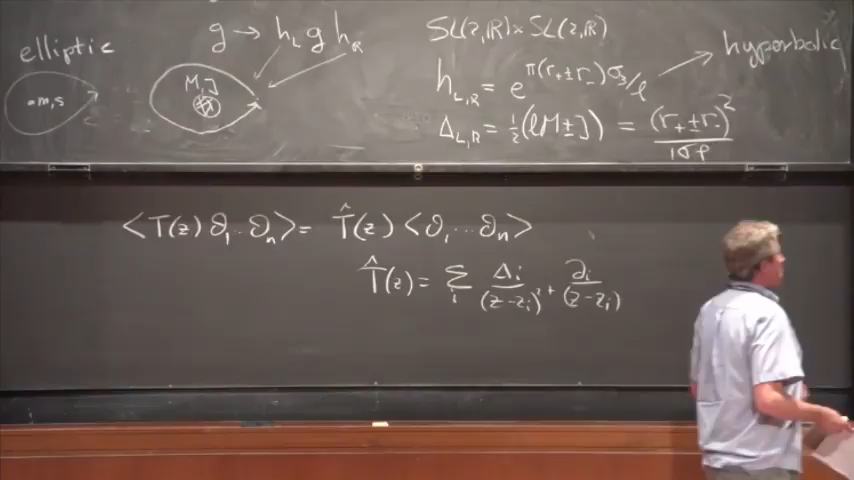 elliptic
m,s
M,J
g → h_L g h_R
SL(2,R) × SL(2,R)
h_{L,R} = e^{π(r_+ ± r_-)σ_3/ℓ} → hyperbolic
Δ_{L,R} = 1/2 (ℓM ± J) = (r_+ ± r_-)^2 / 16ℓ
<T(z) O_1 ... O_n> = T̂(z) <O_1 ... O_n>
T̂(z) = Σ_i Δ_i/(z-z_i)^2 + ∂_i/(z-z_i)